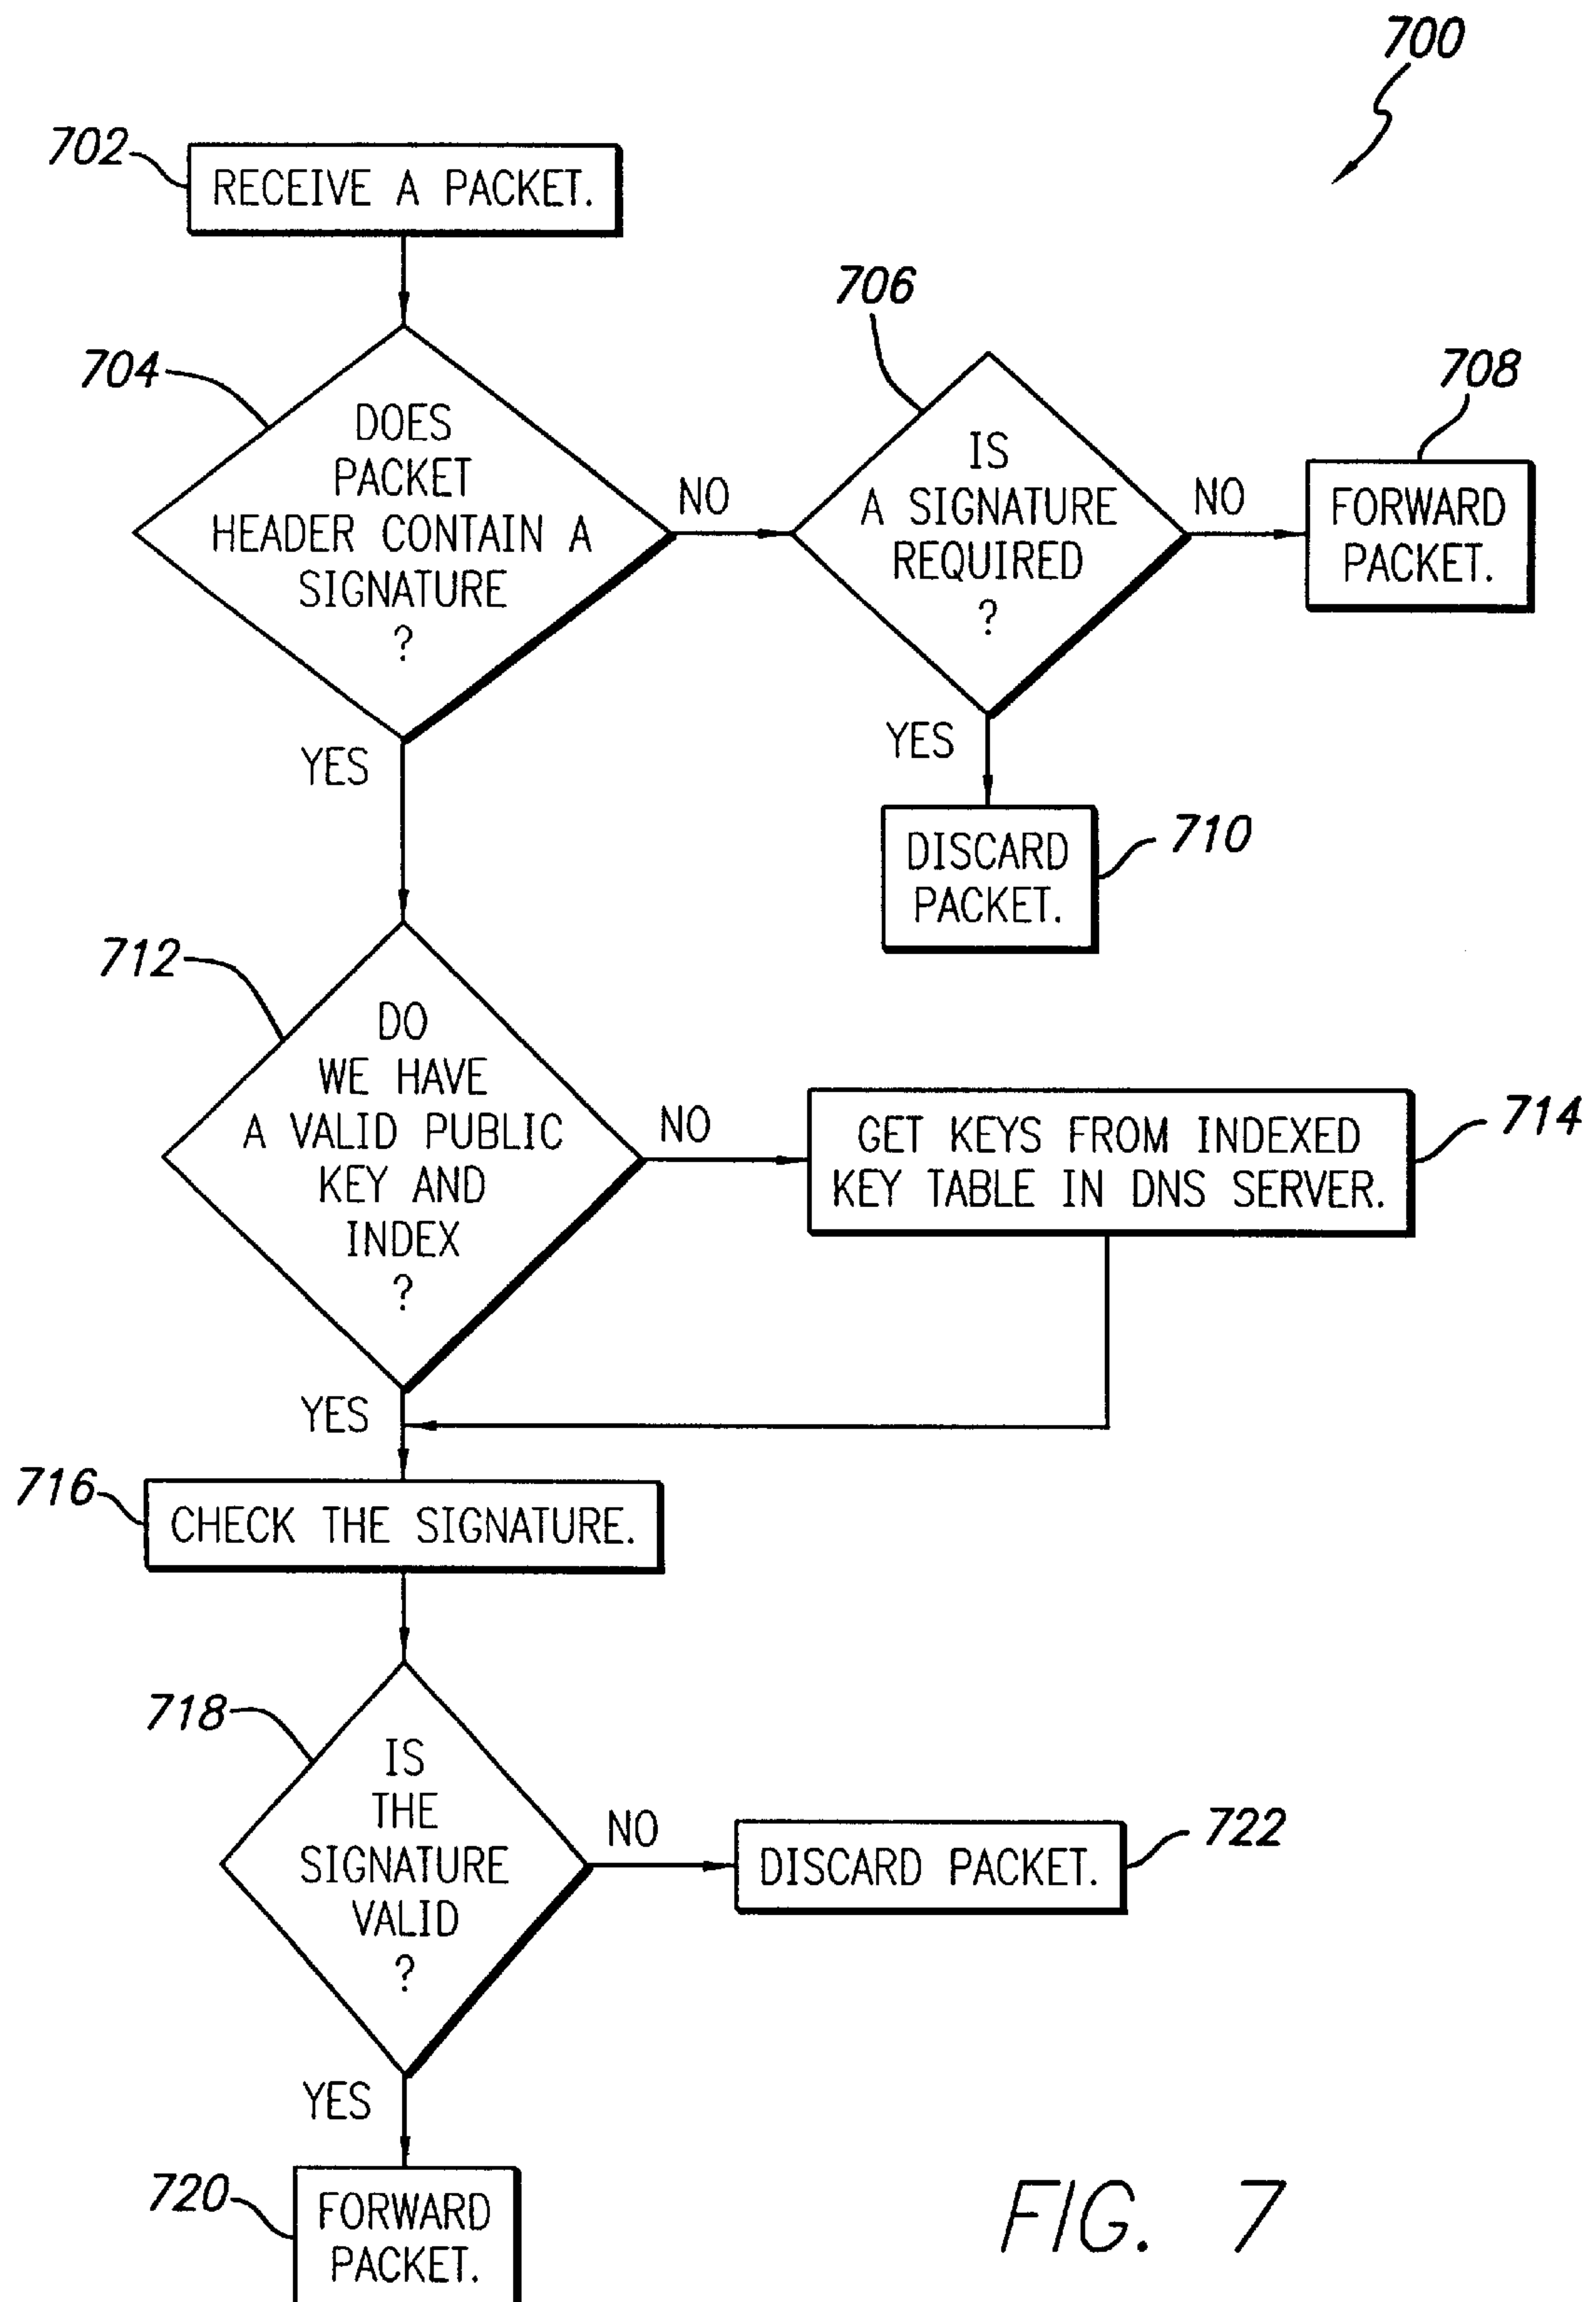 700
702
RECEIVE A PACKET.
704
DOES
PACKET
HEADER CONTAIN A
SIGNATURE
?
NO
706
IS
A SIGNATURE
REQUIRED
?
NO
708
FORWARD
PACKET.
YES
DISCARD
PACKET.
710
YES
712
DO
WE HAVE
A VALID PUBLIC
KEY AND
INDEX
?
NO
GET KEYS FROM INDEXED
KEY TABLE IN DNS SERVER.
714
YES
716
CHECK THE SIGNATURE.
718
IS
THE
SIGNATURE
VALID
?
NO
DISCARD PACKET.
722
YES
720
FORWARD
PACKET.
FIG. 7